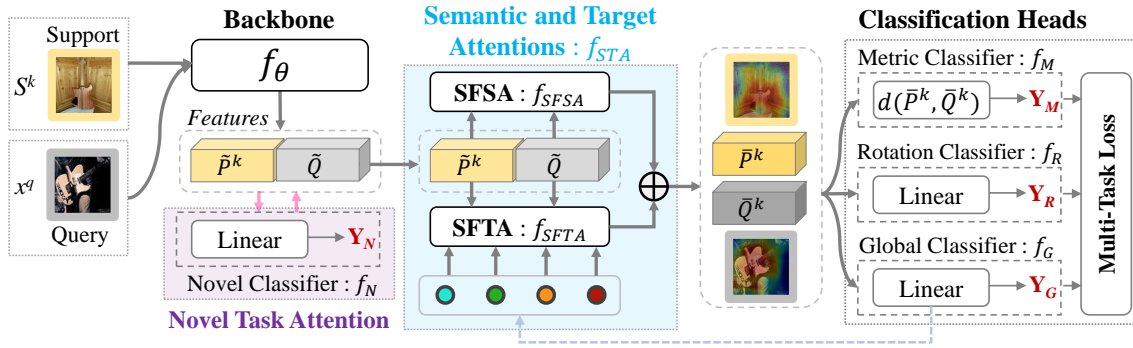 Support
S^k
x^q
Query
Backbone
f_θ
Features
P̃^k
Q̃
Linear
Y_N
Novel Classifier : f_N
Novel Task Attention
Semantic and Target
Attentions : f_STA
SFSA : f_SFSA
P̃^k
Q̃
SFTA : f_SFTA
P̄^k
Q̄^k
Classification Heads
Metric Classifier : f_M
d(P̄^k, Q̄^k)
Y_M
Rotation Classifier : f_R
Linear
Y_R
Global Classifier : f_G
Linear
Y_G
Multi-Task Loss